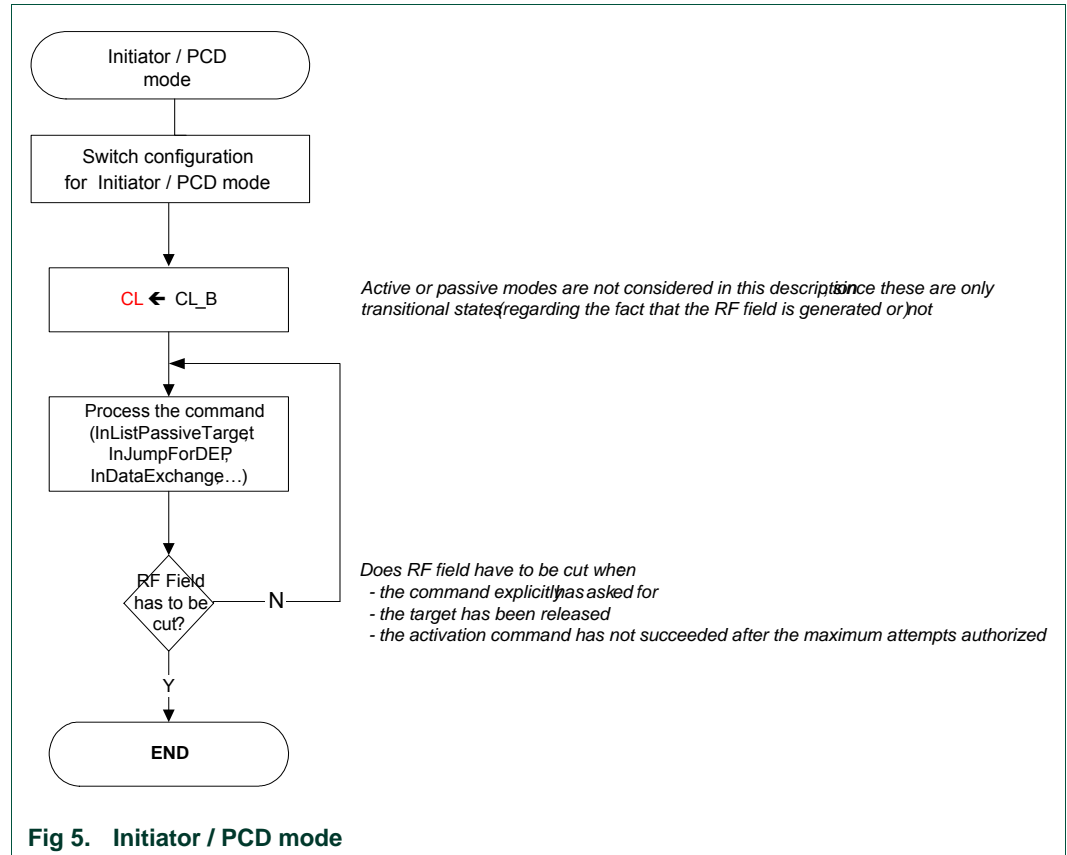 Initiator / PCD
mode
Switch configuration
for Initiator / PCD mode
CL 🡸 CL_B
Active or passive modes are not considered in this description, since these are only
transitional states (regarding the fact that the RF field is generated or not)
Process the command
(InListPassiveTarget,
InJumpForDEP,
InDataExchange,…)
RF Field
has to be
cut?
N
Does RF field have to be cut when
- the command explicitly has asked for
- the target has been released
- the activation command has not succeeded after the maximum attempts authorized
Y
END
Fig 5. Initiator / PCD mode